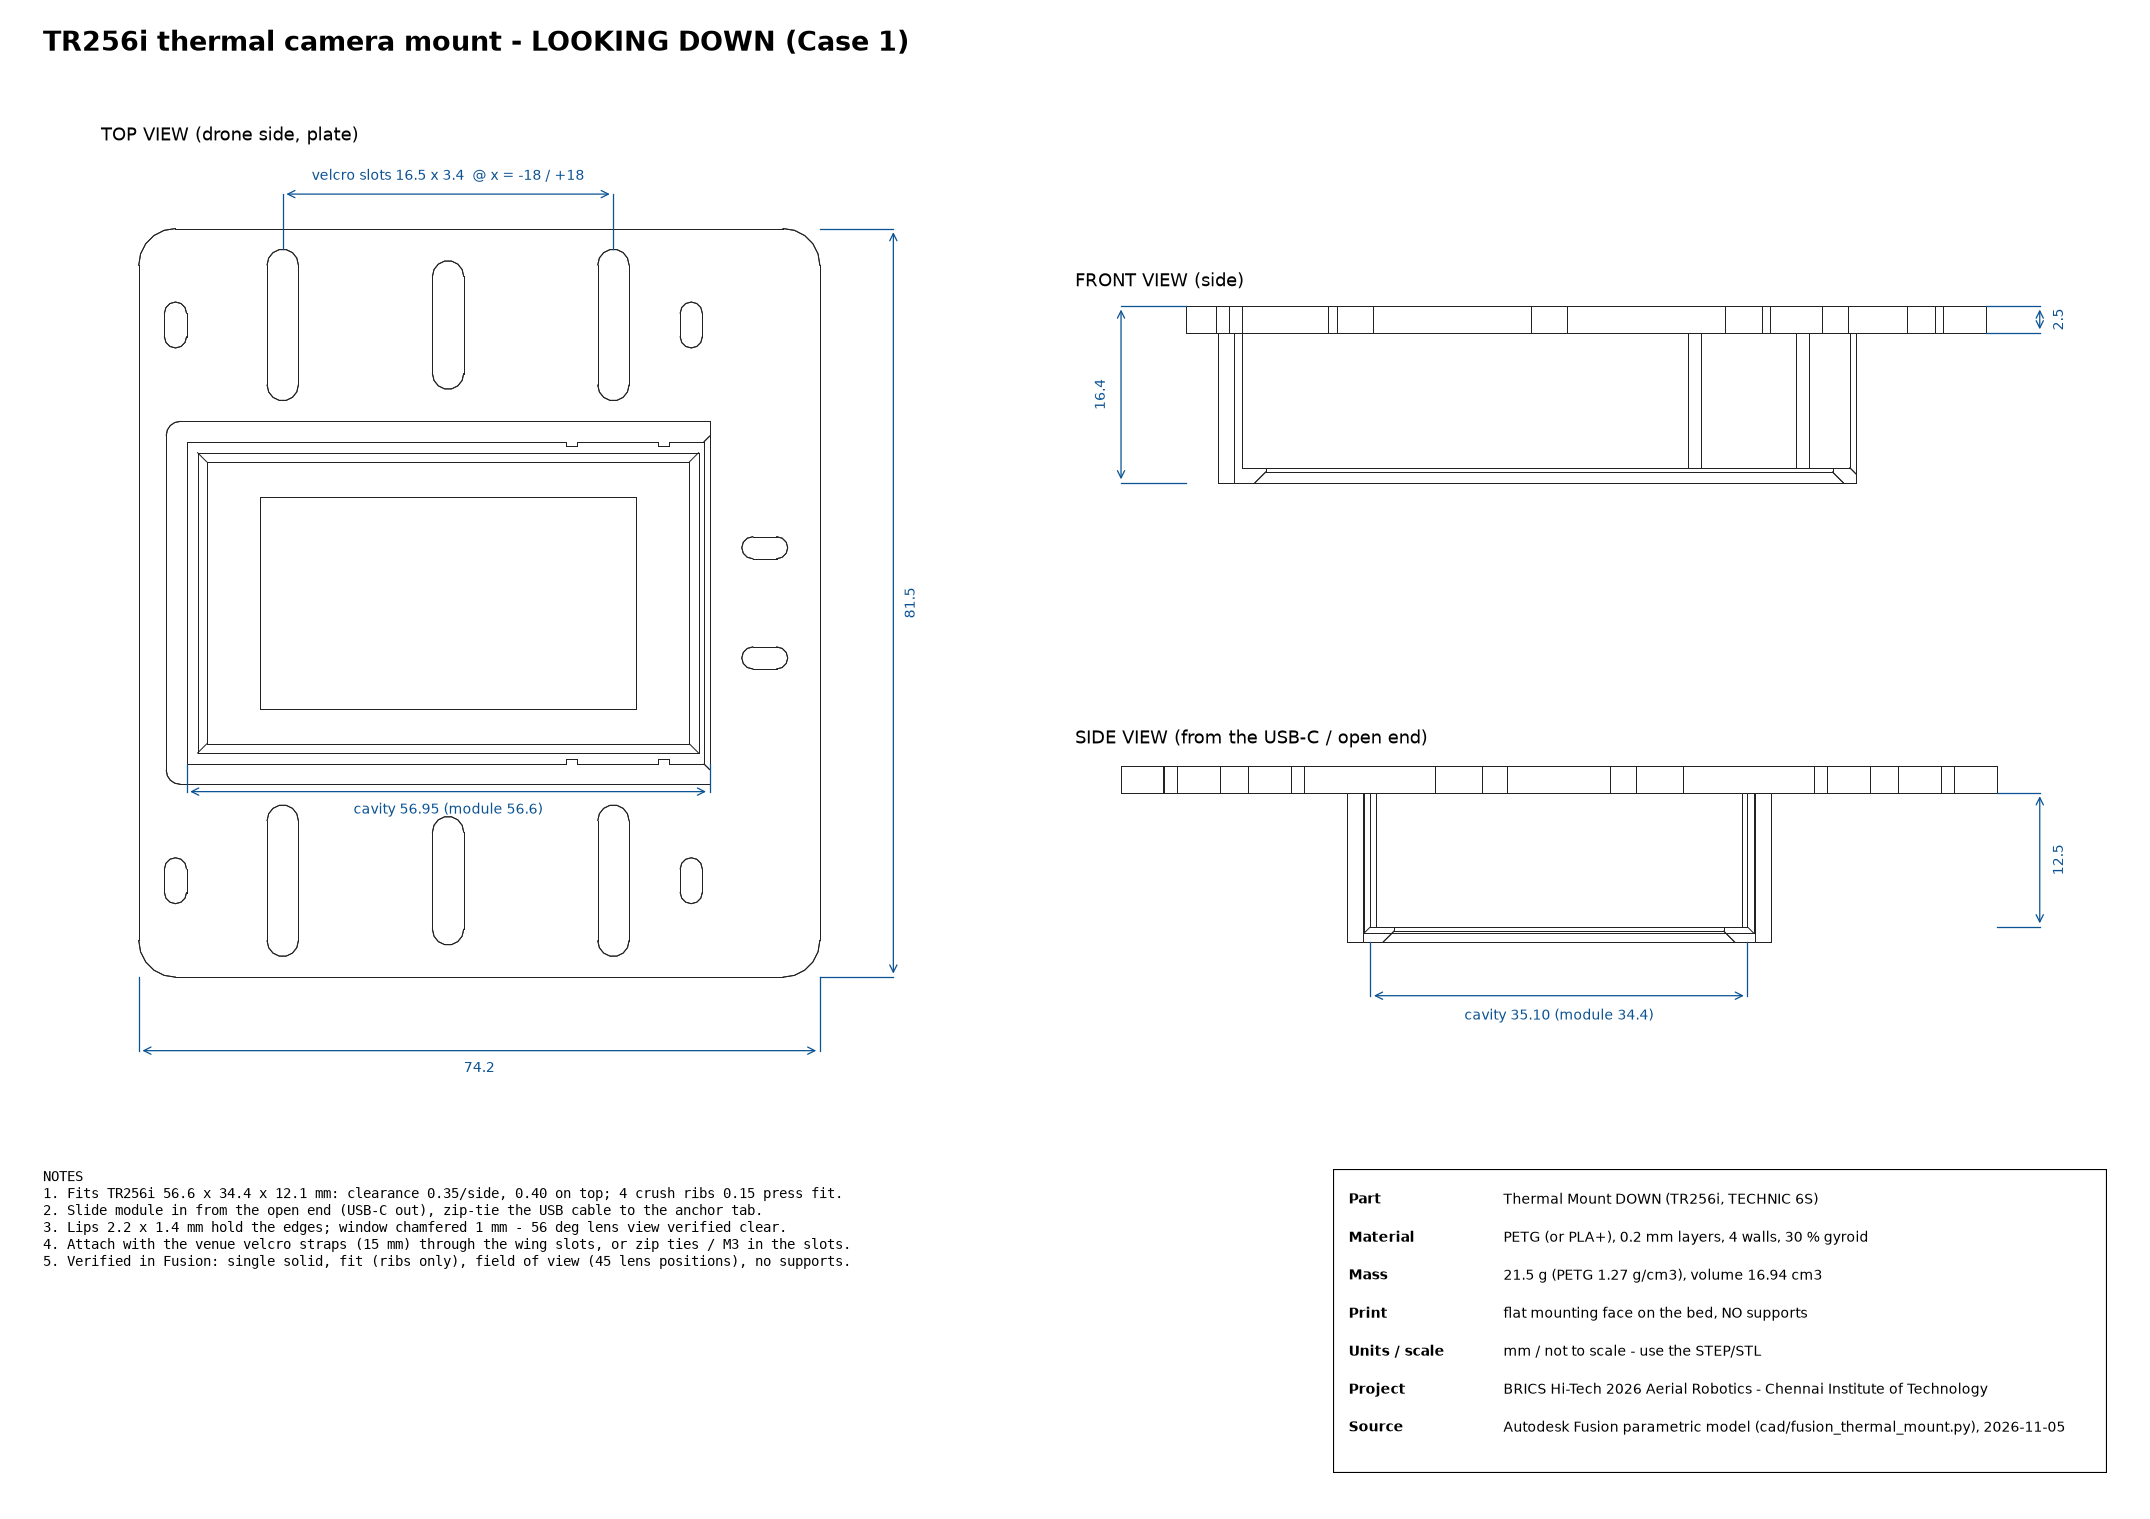 TR256i thermal camera mount - LOOKING DOWN (Case 1)
TOP VIEW (drone side, plate)
velcro slots 16.5 x 3.4  @ x = -18 / +18
81.5
cavity 56.95 (module 56.6)
74.2
FRONT VIEW (side)
16.4
2.5
SIDE VIEW (from the USB-C / open end)
12.5
cavity 35.10 (module 34.4)
NOTES
1. Fits TR256i 56.6 x 34.4 x 12.1 mm: clearance 0.35/side, 0.40 on top; 4 crush ribs 0.15 press fit.
2. Slide module in from the open end (USB-C out), zip-tie the USB cable to the anchor tab.
3. Lips 2.2 x 1.4 mm hold the edges; window chamfered 1 mm - 56 deg lens view verified clear.
4. Attach with the venue velcro straps (15 mm) through the wing slots, or zip ties / M3 in the slots.
5. Verified in Fusion: single solid, fit (ribs only), field of view (45 lens positions), no supports.
Part Thermal Mount DOWN (TR256i, TECHNIC 6S)
Material PETG (or PLA+), 0.2 mm layers, 4 walls, 30 % gyroid
Mass 21.5 g (PETG 1.27 g/cm3), volume 16.94 cm3
Print flat mounting face on the bed, NO supports
Units / scale mm / not to scale - use the STEP/STL
Project BRICS Hi-Tech 2026 Aerial Robotics - Chennai Institute of Technology
Source Autodesk Fusion parametric model (cad/fusion_thermal_mount.py), 2026-11-05